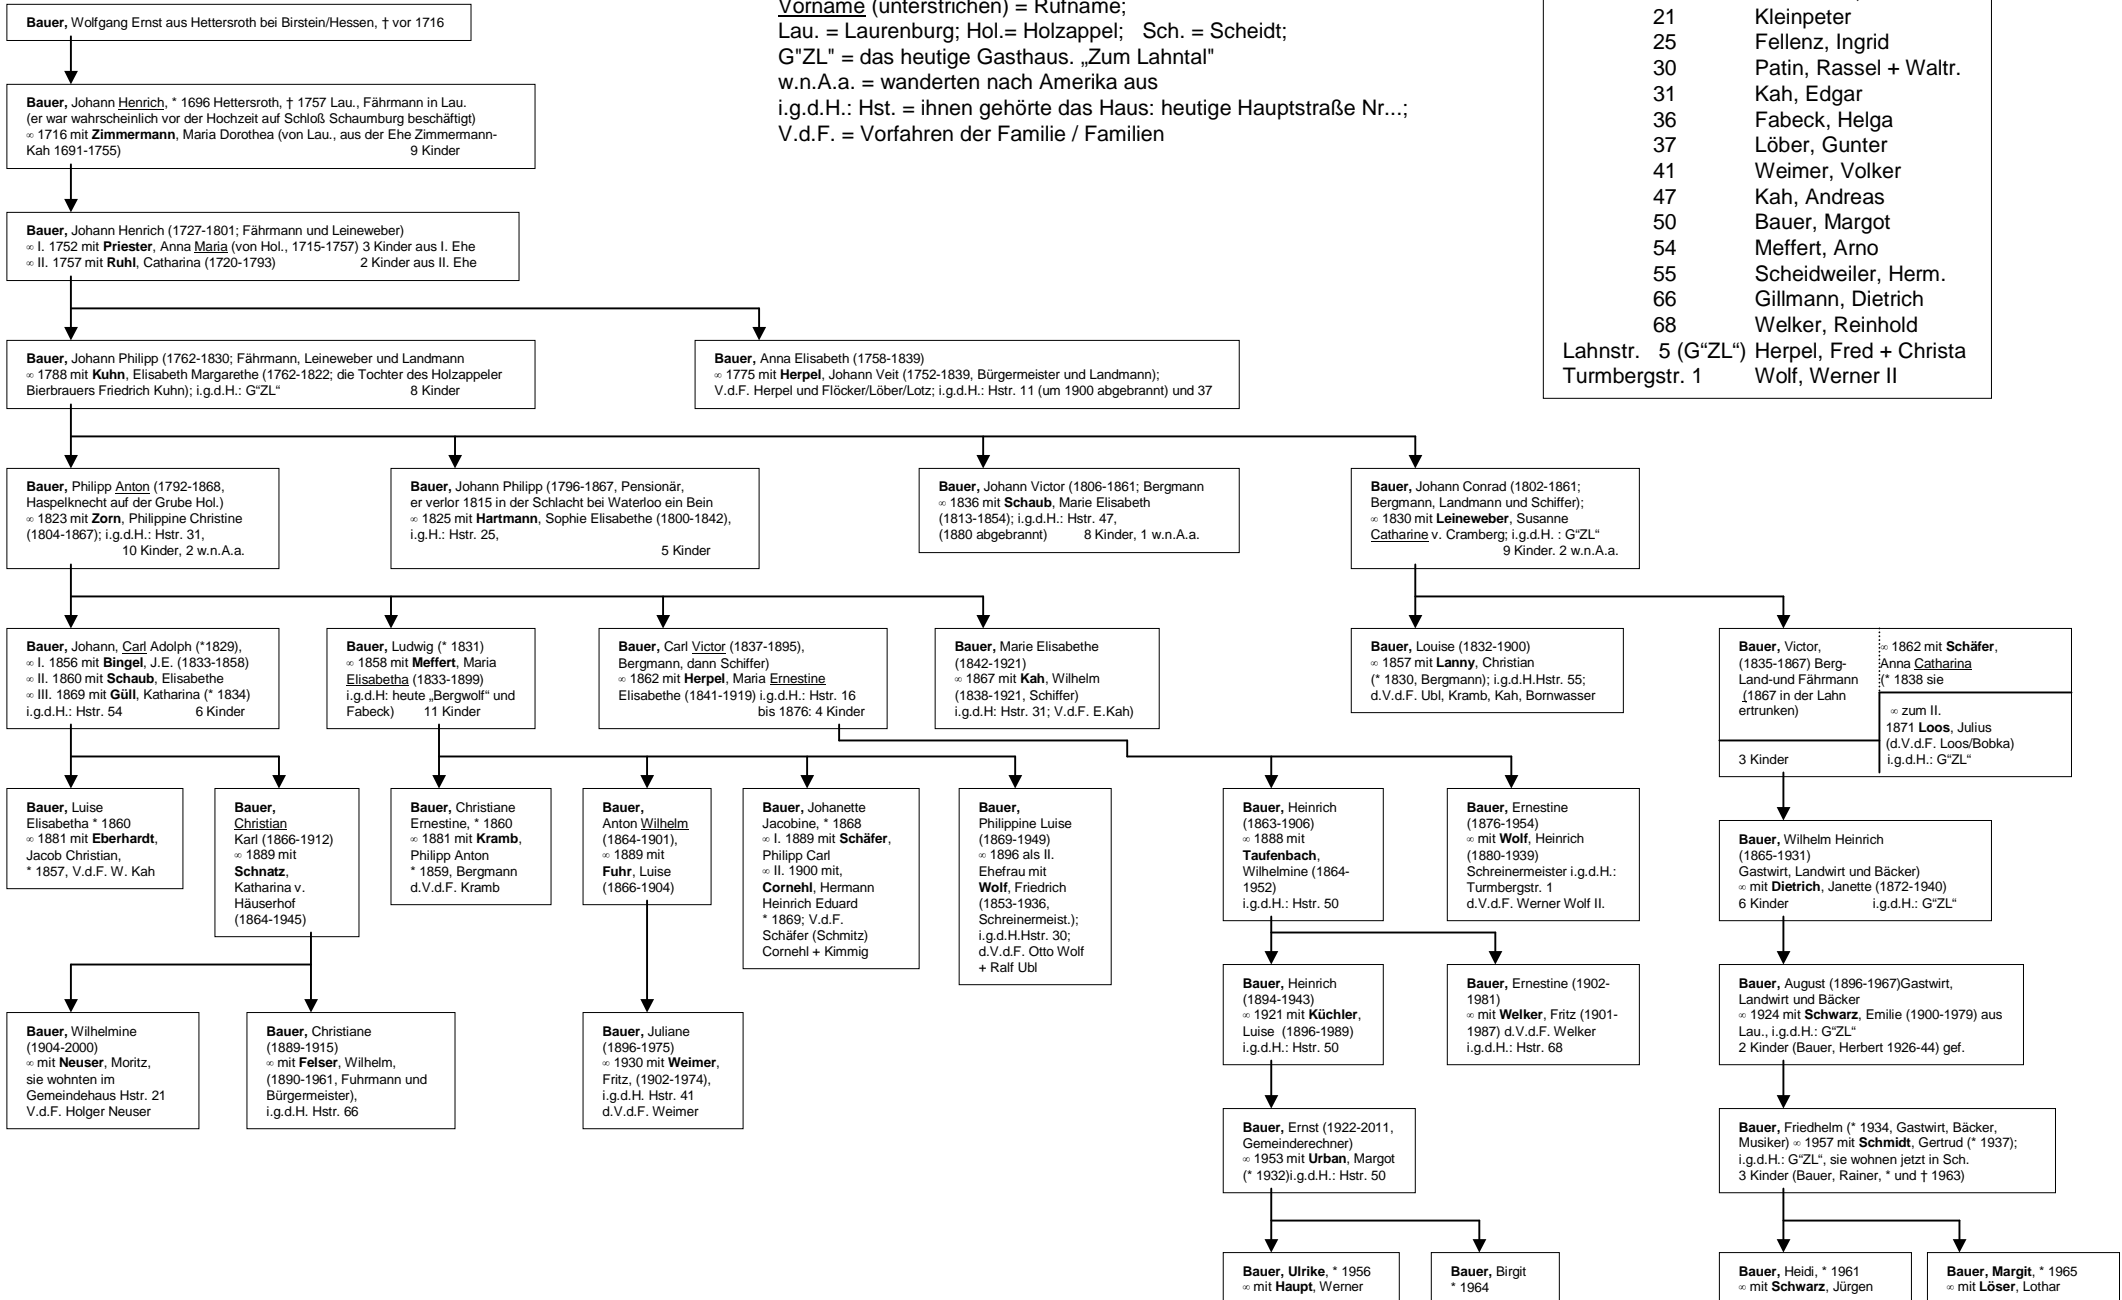 Bauer, Wolfgang Ernst aus Hettersroth bei Birstein/Hessen, † vor 1716
Vorname (unterstrichen) = Rufname;
Lau. = Laurenburg; Hol.= Holzappel; Sch. = Scheidt;
G"ZL" = das heutige Gasthaus. „Zum Lahntal"
w.n.A.a. = wanderten nach Amerika aus
i.g.d.H.: Hst. = ihnen gehörte das Haus: heutige Hauptstraße Nr...;
V.d.F. = Vorfahren der Familie / Familien
21 Kleinpeter
25 Fellenz, Ingrid
30 Patin, Rassel + Waltr.
31 Kah, Edgar
36 Fabeck, Helga
37 Löber, Gunter
41 Weimer, Volker
47 Kah, Andreas
50 Bauer, Margot
54 Meffert, Arno
55 Scheidweiler, Herm.
66 Gillmann, Dietrich
68 Welker, Reinhold
Lahnstr. 5 (G“ZL“) Herpel, Fred + Christa
Turmbergstr. 1 Wolf, Werner II
Bauer, Johann Henrich, * 1696 Hettersroth, † 1757 Lau., Fährmann in Lau.
(er war wahrscheinlich vor der Hochzeit auf Schloß Schaumburg beschäftigt)
∞ 1716 mit Zimmermann, Maria Dorothea (von Lau., aus der Ehe Zimmermann-
Kah 1691-1755) 9 Kinder
Bauer, Johann Henrich (1727-1801; Fährmann und Leineweber)
∞ I. 1752 mit Priester, Anna Maria (von Hol., 1715-1757) 3 Kinder aus I. Ehe
∞ II. 1757 mit Ruhl, Catharina (1720-1793) 2 Kinder aus II. Ehe
Bauer, Johann Philipp (1762-1830; Fährmann, Leineweber und Landmann
∞ 1788 mit Kuhn, Elisabeth Margarethe (1762-1822; die Tochter des Holzappeler
Bierbrauers Friedrich Kuhn); i.g.d.H.: G“ZL“ 8 Kinder
Bauer, Anna Elisabeth (1758-1839)
∞ 1775 mit Herpel, Johann Veit (1752-1839, Bürgermeister und Landmann);
V.d.F. Herpel und Flöcker/Löber/Lotz; i.g.d.H.: Hstr. 11 (um 1900 abgebrannt) und 37
Bauer, Philipp Anton (1792-1868,
Haspelknecht auf der Grube Hol.)
∞ 1823 mit Zorn, Philippine Christine
(1804-1867); i.g.d.H.: Hstr. 31,
10 Kinder, 2 w.n.A.a.
Bauer, Johann Philipp (1796-1867, Pensionär,
er verlor 1815 in der Schlacht bei Waterloo ein Bein
∞ 1825 mit Hartmann, Sophie Elisabethe (1800-1842),
i.g.H.: Hstr. 25,
5 Kinder
Bauer, Johann Victor (1806-1861; Bergmann
∞ 1836 mit Schaub, Marie Elisabeth
(1813-1854); i.g.d.H.: Hstr. 47,
(1880 abgebrannt) 8 Kinder, 1 w.n.A.a.
Bauer, Johann Conrad (1802-1861;
Bergmann, Landmann und Schiffer);
∞ 1830 mit Leineweber, Susanne
Catharine v. Cramberg; i.g.d.H. : G“ZL“
9 Kinder. 2 w.n.A.a.
Bauer, Johann, Carl Adolph (*1829),
∞ I. 1856 mit Bingel, J.E. (1833-1858)
∞ II. 1860 mit Schaub, Elisabethe
∞ III. 1869 mit Güll, Katharina (* 1834)
i.g.d.H.: Hstr. 54 6 Kinder
Bauer, Ludwig (* 1831)
∞ 1858 mit Meffert, Maria
Elisabetha (1833-1899)
i.g.d.H: heute „Bergwolf“ und
Fabeck) 11 Kinder
Bauer, Carl Victor (1837-1895),
Bergmann, dann Schiffer)
∞ 1862 mit Herpel, Maria Ernestine
Elisabethe (1841-1919) i.g.d.H.: Hstr. 16
bis 1876: 4 Kinder
Bauer, Marie Elisabethe
(1842-1921)
∞ 1867 mit Kah, Wilhelm
(1838-1921, Schiffer)
i.g.d.H: Hstr. 31; V.d.F. E.Kah)
Bauer, Louise (1832-1900)
∞ 1857 mit Lanny, Christian
(* 1830, Bergmann); i.g.d.H.Hstr. 55;
d.V.d.F. Ubl, Kramb, Kah, Bornwasser
Bauer, Victor,
(1835-1867) Berg-
Land-und Fährmann
(1867 in der Lahn
ertrunken)
3 Kinder
∞ 1862 mit Schäfer,
Anna Catharina
(* 1838 sie
∞ zum II.
1871 Loos, Julius
(d.V.d.F. Loos/Bobka)
i.g.d.H.: G“ZL“
Bauer, Luise
Elisabetha * 1860
∞ 1881 mit Eberhardt,
Jacob Christian,
* 1857, V.d.F. W. Kah
Bauer,
Christian
Karl (1866-1912)
∞ 1889 mit
Schnatz,
Katharina v.
Häuserhof
(1864-1945)
Bauer, Christiane
Ernestine, * 1860
∞ 1881 mit Kramb,
Philipp Anton
* 1859, Bergmann
d.V.d.F. Kramb
Bauer,
Anton Wilhelm
(1864-1901),
∞ 1889 mit
Fuhr, Luise
(1866-1904)
Bauer, Johanette
Jacobine, * 1868
∞ I. 1889 mit Schäfer,
Philipp Carl
∞ II. 1900 mit,
Cornehl, Hermann
Heinrich Eduard
* 1869; V.d.F.
Schäfer (Schmitz)
Cornehl + Kimmig
Bauer,
Philippine Luise
(1869-1949)
∞ 1896 als II.
Ehefrau mit
Wolf, Friedrich
(1853-1936,
Schreinermeist.);
i.g.d.H.Hstr. 30;
d.V.d.F. Otto Wolf
+ Ralf Ubl
Bauer, Heinrich
(1863-1906)
∞ 1888 mit
Taufenbach,
Wilhelmine (1864-
1952)
i.g.d.H.: Hstr. 50
Bauer, Ernestine
(1876-1954)
∞ mit Wolf, Heinrich
(1880-1939)
Schreinermeister i.g.d.H.:
Turmbergstr. 1
d.V.d.F. Werner Wolf II.
Bauer, Wilhelm Heinrich
(1865-1931)
Gastwirt, Landwirt und Bäcker)
∞ mit Dietrich, Janette (1872-1940)
6 Kinder i.g.d.H.: G“ZL“
Bauer, Heinrich
(1894-1943)
∞ 1921 mit Küchler,
Luise (1896-1989)
i.g.d.H.: Hstr. 50
Bauer, Ernestine (1902-
1981)
∞ mit Welker, Fritz (1901-
1987) d.V.d.F. Welker
i.g.d.H.: Hstr. 68
Bauer, August (1896-1967)Gastwirt,
Landwirt und Bäcker
∞ 1924 mit Schwarz, Emilie (1900-1979) aus
Lau., i.g.d.H.: G“ZL“
2 Kinder (Bauer, Herbert 1926-44) gef.
Bauer, Wilhelmine
(1904-2000)
∞ mit Neuser, Moritz,
sie wohnten im
Gemeindehaus Hstr. 21
V.d.F. Holger Neuser
Bauer, Christiane
(1889-1915)
∞ mit Felser, Wilhelm,
(1890-1961, Fuhrmann und
Bürgermeister),
i.g.d.H. Hstr. 66
Bauer, Juliane
(1896-1975)
∞ 1930 mit Weimer,
Fritz, (1902-1974),
i.g.d.H. Hstr. 41
d.V.d.F. Weimer
Bauer, Ernst (1922-2011,
Gemeinderechner)
∞ 1953 mit Urban, Margot
(* 1932)i.g.d.H.: Hstr. 50
Bauer, Friedhelm (* 1934, Gastwirt, Bäcker,
Musiker) ∞ 1957 mit Schmidt, Gertrud (* 1937);
i.g.d.H.: G“ZL“, sie wohnen jetzt in Sch.
3 Kinder (Bauer, Rainer, * und † 1963)
Bauer, Ulrike, * 1956
∞ mit Haupt, Werner
Bauer, Birgit
* 1964
Bauer, Heidi, * 1961
∞ mit Schwarz, Jürgen
Bauer, Margit, * 1965
∞ mit Löser, Lothar